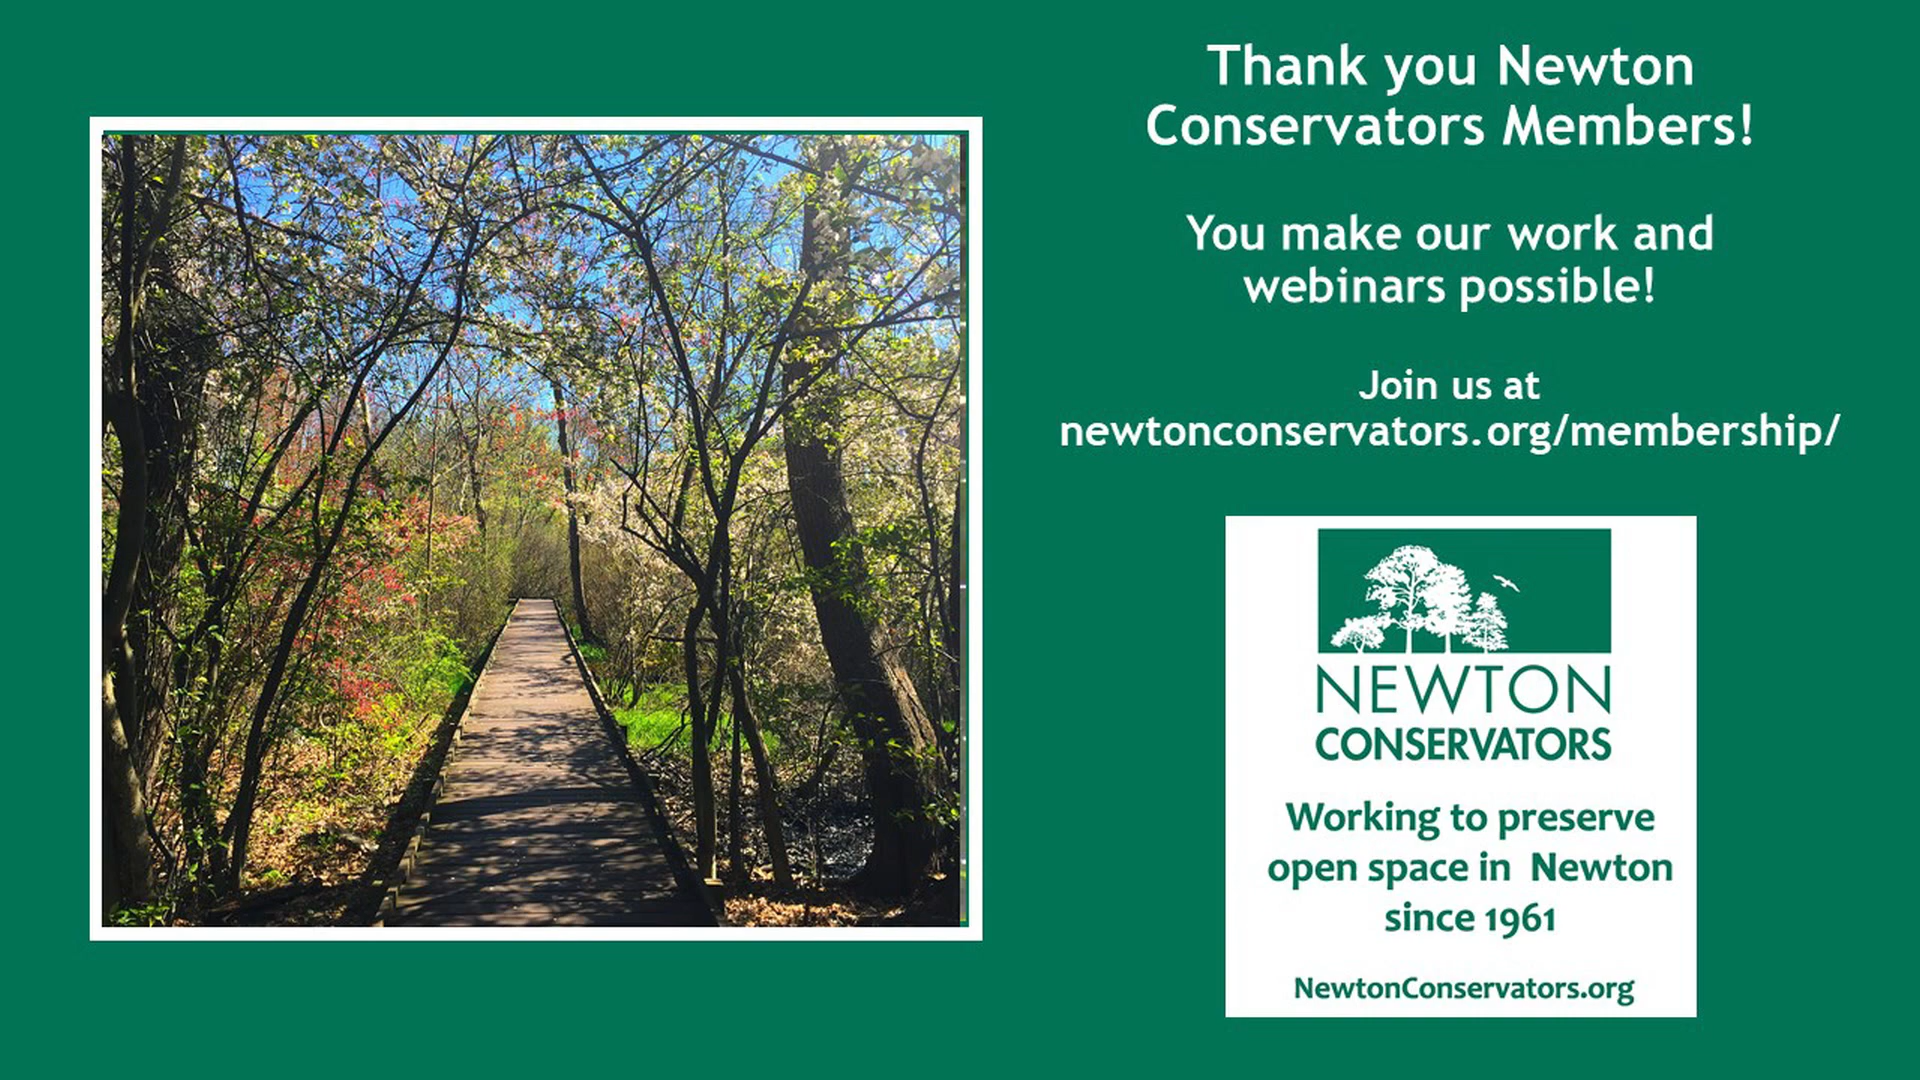 Thank you Newton
Conservators Members!
You make our work and
webinars possible!
Join us at
newtonconservators.org/membership/
NEWTON
CONSERVATORS
Working to preserve
open space in  Newton
since 1961
NewtonConservators.org